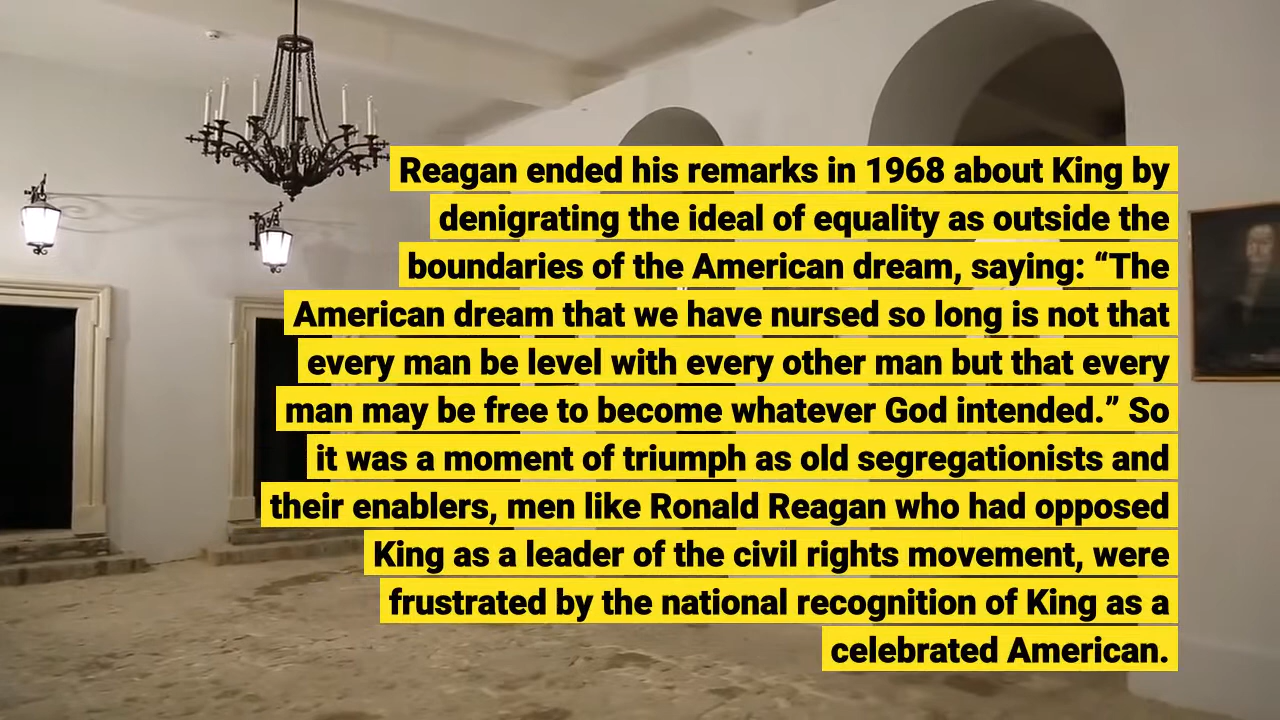 Reagan ended his remarks in 1968 about King by
denigrating the ideal of equality as outside the
boundaries of the American dream, saying: “The
American dream that we have nursed so long is not that
every man be level with every other man but that every
man may be free to become whatever God intended.” So
it was a moment of triumph as old segregationists and
their enablers, men like Ronald Reagan who had opposed
King as a leader of the civil rights movement, were
frustrated by the national recognition of King as a
celebrated American.